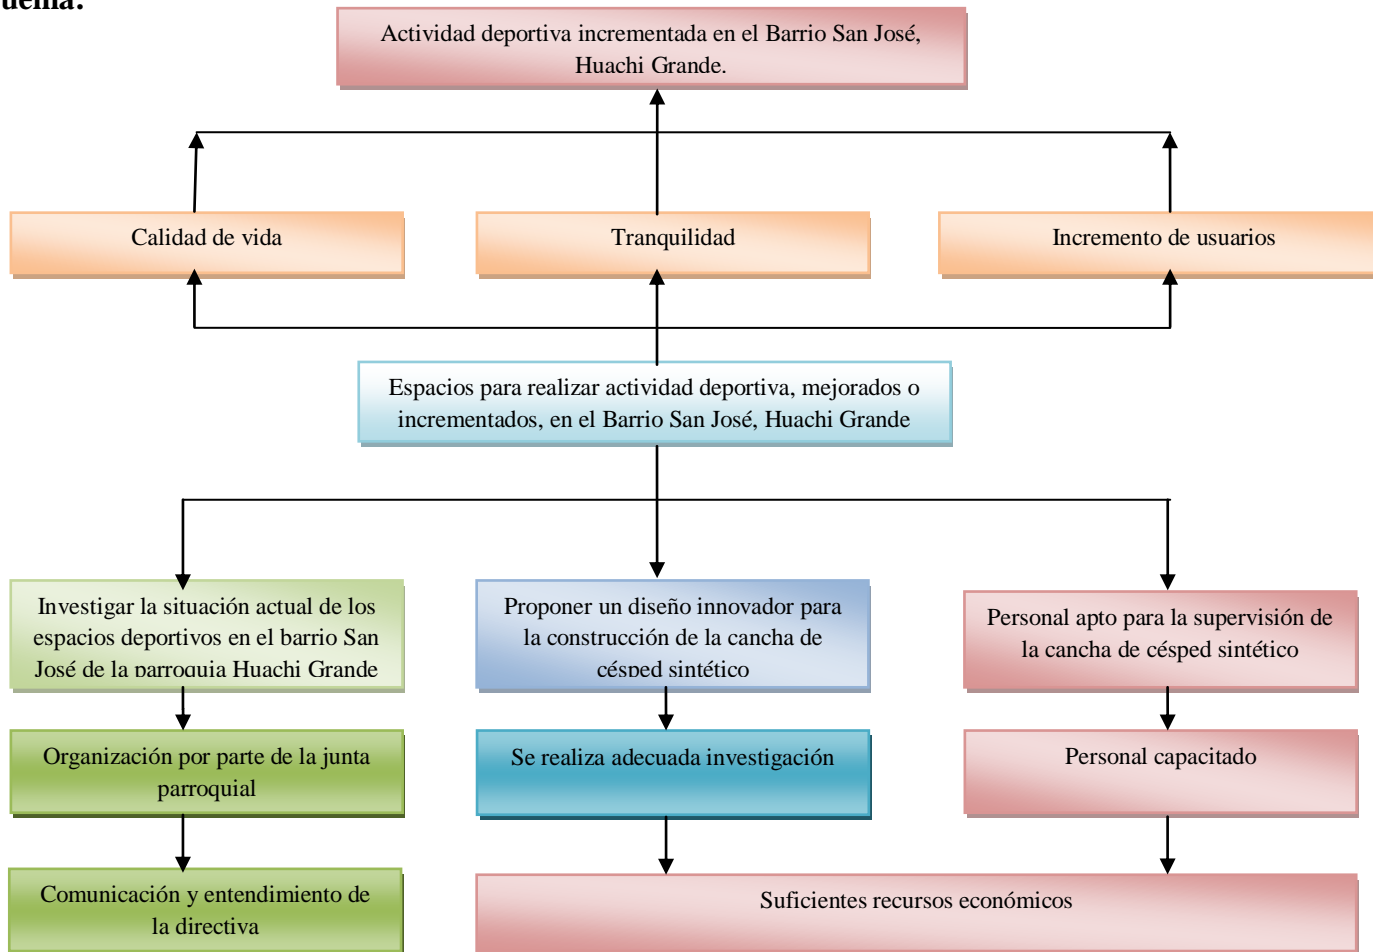 uema:
Actividad deportiva incrementada en el Barrio San José,
Huachi Grande.
Calidad de vida
Tranquilidad
Incremento de usuarios
Espacios para realizar actividad deportiva, mejorados o
incrementados, en el Barrio San José, Huachi Grande
Investigar la situación actual de los
espacios deportivos en el barrio San
José de la parroquia Huachi Grande
Proponer un diseño innovador para
la construcción de la cancha de
césped sintético
Personal apto para la supervisión de
la cancha de césped sintético
Organización por parte de la junta
parroquial
Se realiza adecuada investigación
Personal capacitado
Comunicación y entendimiento de
la directiva
Suficientes recursos económicos